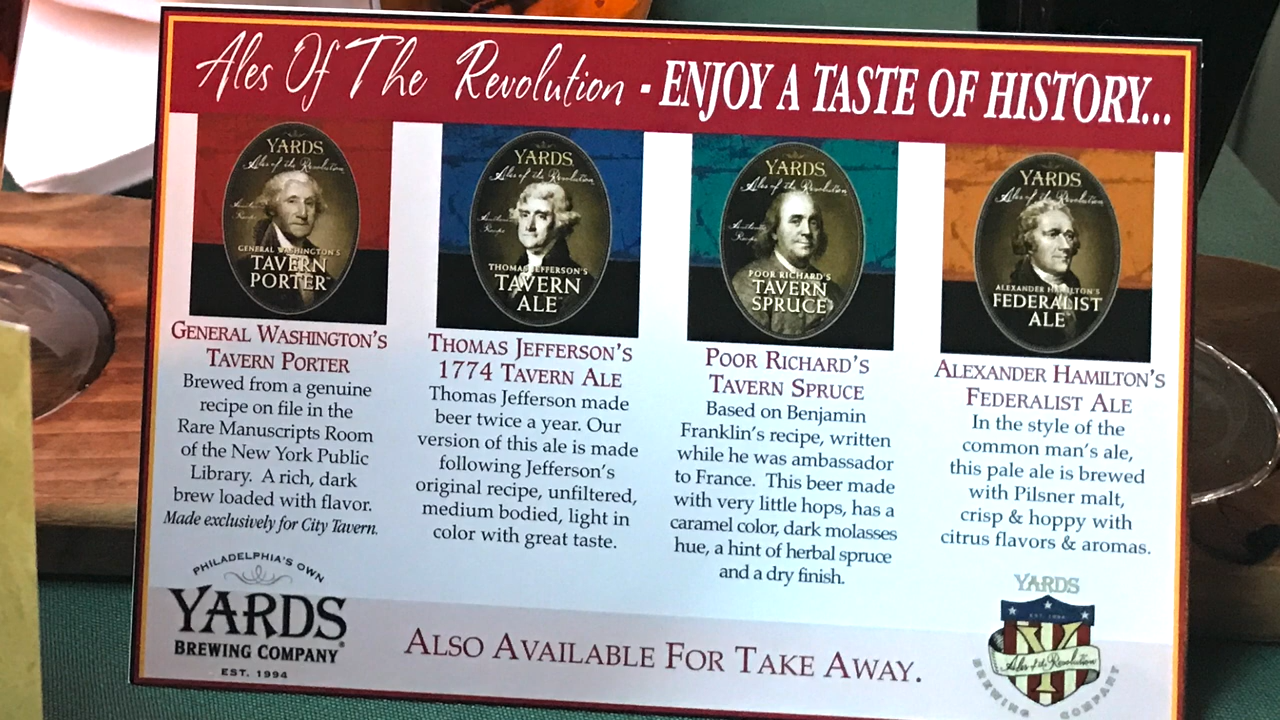 Ales Of The Revolution - ENJOY A TASTE OF HISTORY...
YARDS
Ales of the Revolution
Authentic
Recipe
GENERAL WASHINGTON'S
TAVERN
PORTER
YARDS
Ales of the Revolution
Authentic
Recipe
THOMAS JEFFERSON'S
TAVERN
ALE
YARDS
Ales of the Revolution
Authentic
Recipe
POOR RICHARD'S
TAVERN
SPRUCE
YARDS
Ales of the Revolution
ALEXANDER HAMILTON'S
FEDERALIST
ALE
GENERAL WASHINGTON'S
TAVERN PORTER
Brewed from a genuine
recipe on file in the
Rare Manuscripts Room
of the New York Public
Library. A rich, dark
brew loaded with flavor.
Made exclusively for City Tavern.
THOMAS JEFFERSON'S
1774 TAVERN ALE
Thomas Jefferson made
beer twice a year. Our
version of this ale is made
following Jefferson's
original recipe, unfiltered,
medium bodied, light in
color with great taste.
POOR RICHARD'S
TAVERN SPRUCE
Based on Benjamin
Franklin's recipe, written
while he was ambassador
to France. This beer made
with very little hops, has a
caramel color, dark molasses
hue, a hint of herbal spruce
and a dry finish.
ALEXANDER HAMILTON'S
FEDERALIST ALE
In the style of the
common man's ale,
this pale ale is brewed
with Pilsner malt,
crisp & hoppy with
citrus flavors & aromas.
PHILADELPHIA'S OWN
YARDS
BREWING COMPANY
EST. 1994
ALSO AVAILABLE FOR TAKE AWAY.
YARDS
EST. 1994
Y
Ales of the Revolution
BREWING COMPANY